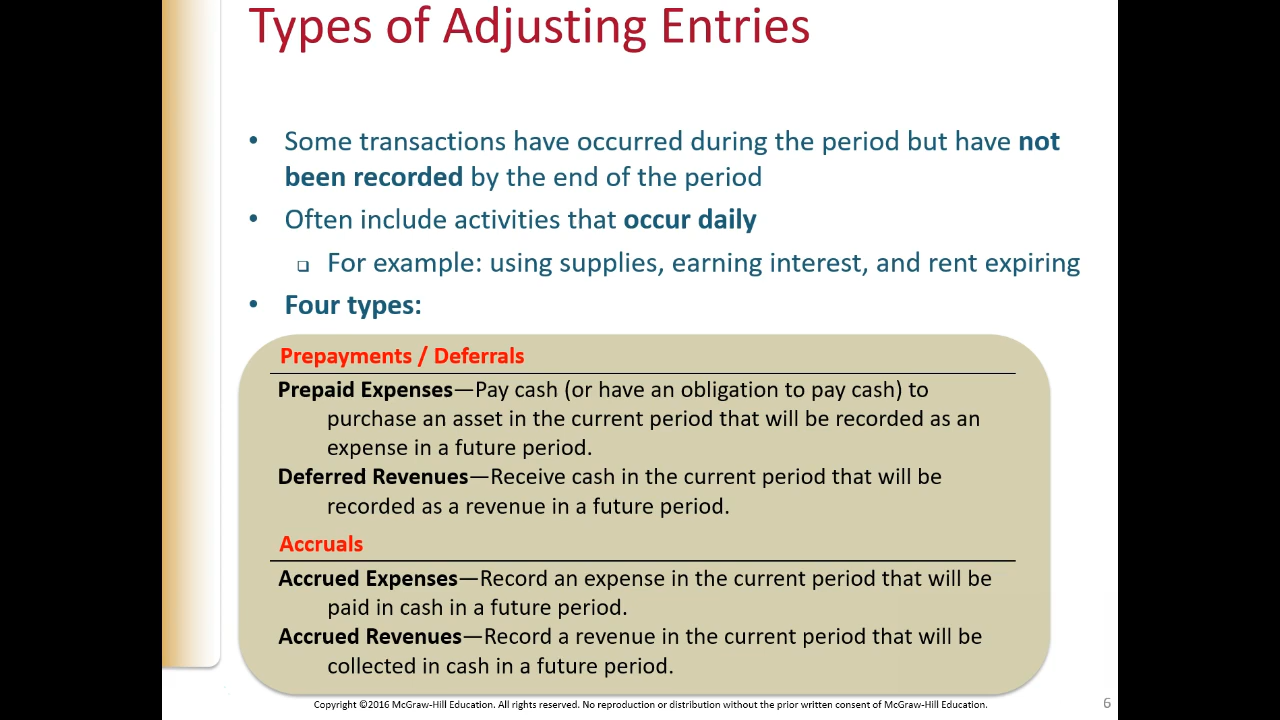 Types of Adjusting Entries
• Some transactions have occurred during the period but have not
been recorded by the end of the period
• Often include activities that occur daily
❑ For example: using supplies, earning interest, and rent expiring
• Four types:
Prepayments / Deferrals
Prepaid Expenses—Pay cash (or have an obligation to pay cash) to
purchase an asset in the current period that will be recorded as an
expense in a future period.
Deferred Revenues—Receive cash in the current period that will be
recorded as a revenue in a future period.
Accruals
Accrued Expenses—Record an expense in the current period that will be
paid in cash in a future period.
Accrued Revenues—Record a revenue in the current period that will be
collected in cash in a future period.
Copyright ©2016 McGraw-Hill Education. All rights reserved. No reproduction or distribution without the prior written consent of McGraw-Hill Education.
6